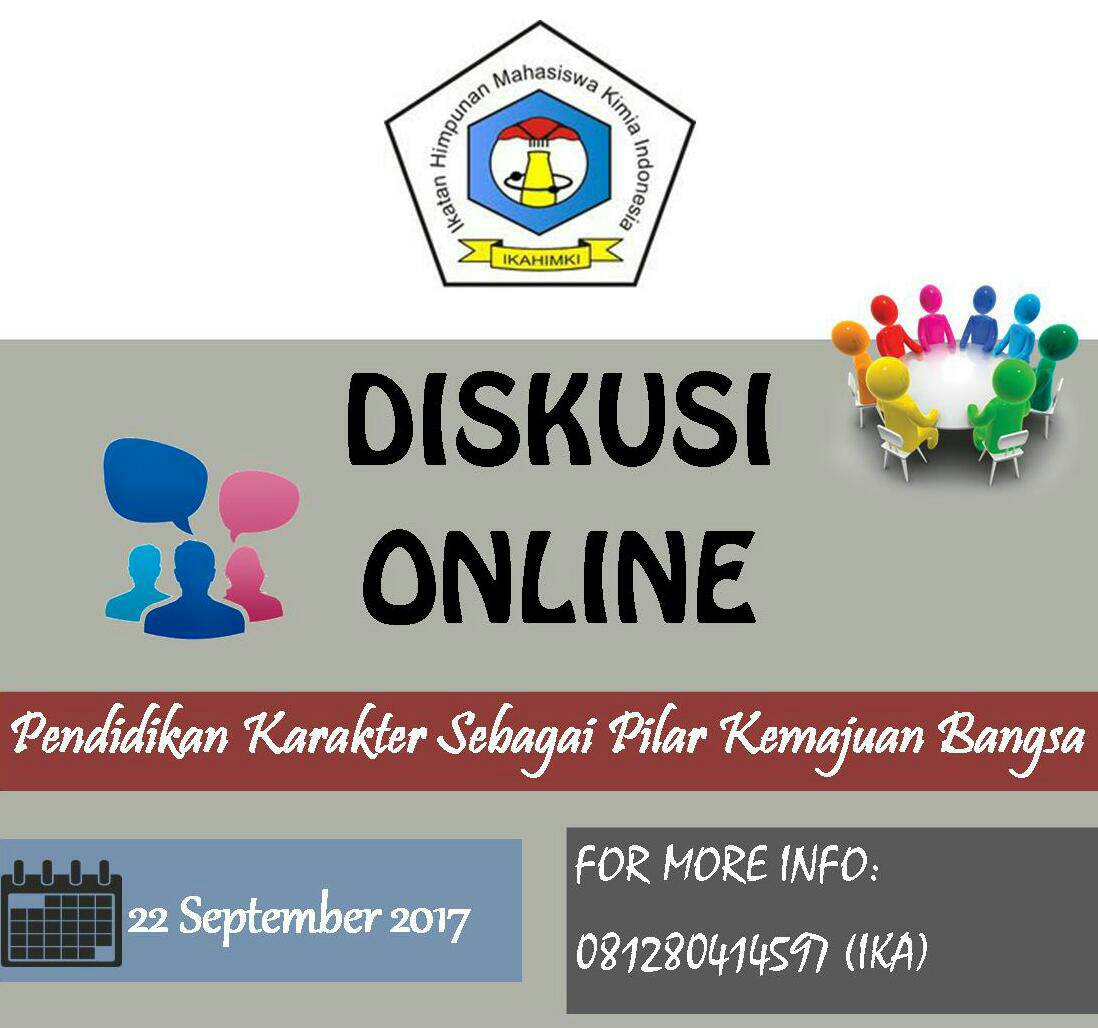 Ikatan Himpunan Mahasiswa Kimia Indonesia
IKAHIMKI
DISKUSI
ONLINE
Pendidikan Karakter Sebagai Pilar Kemajuan Bangsa
22 September 2017
FOR MORE INFO:
081280414597 (IKA)